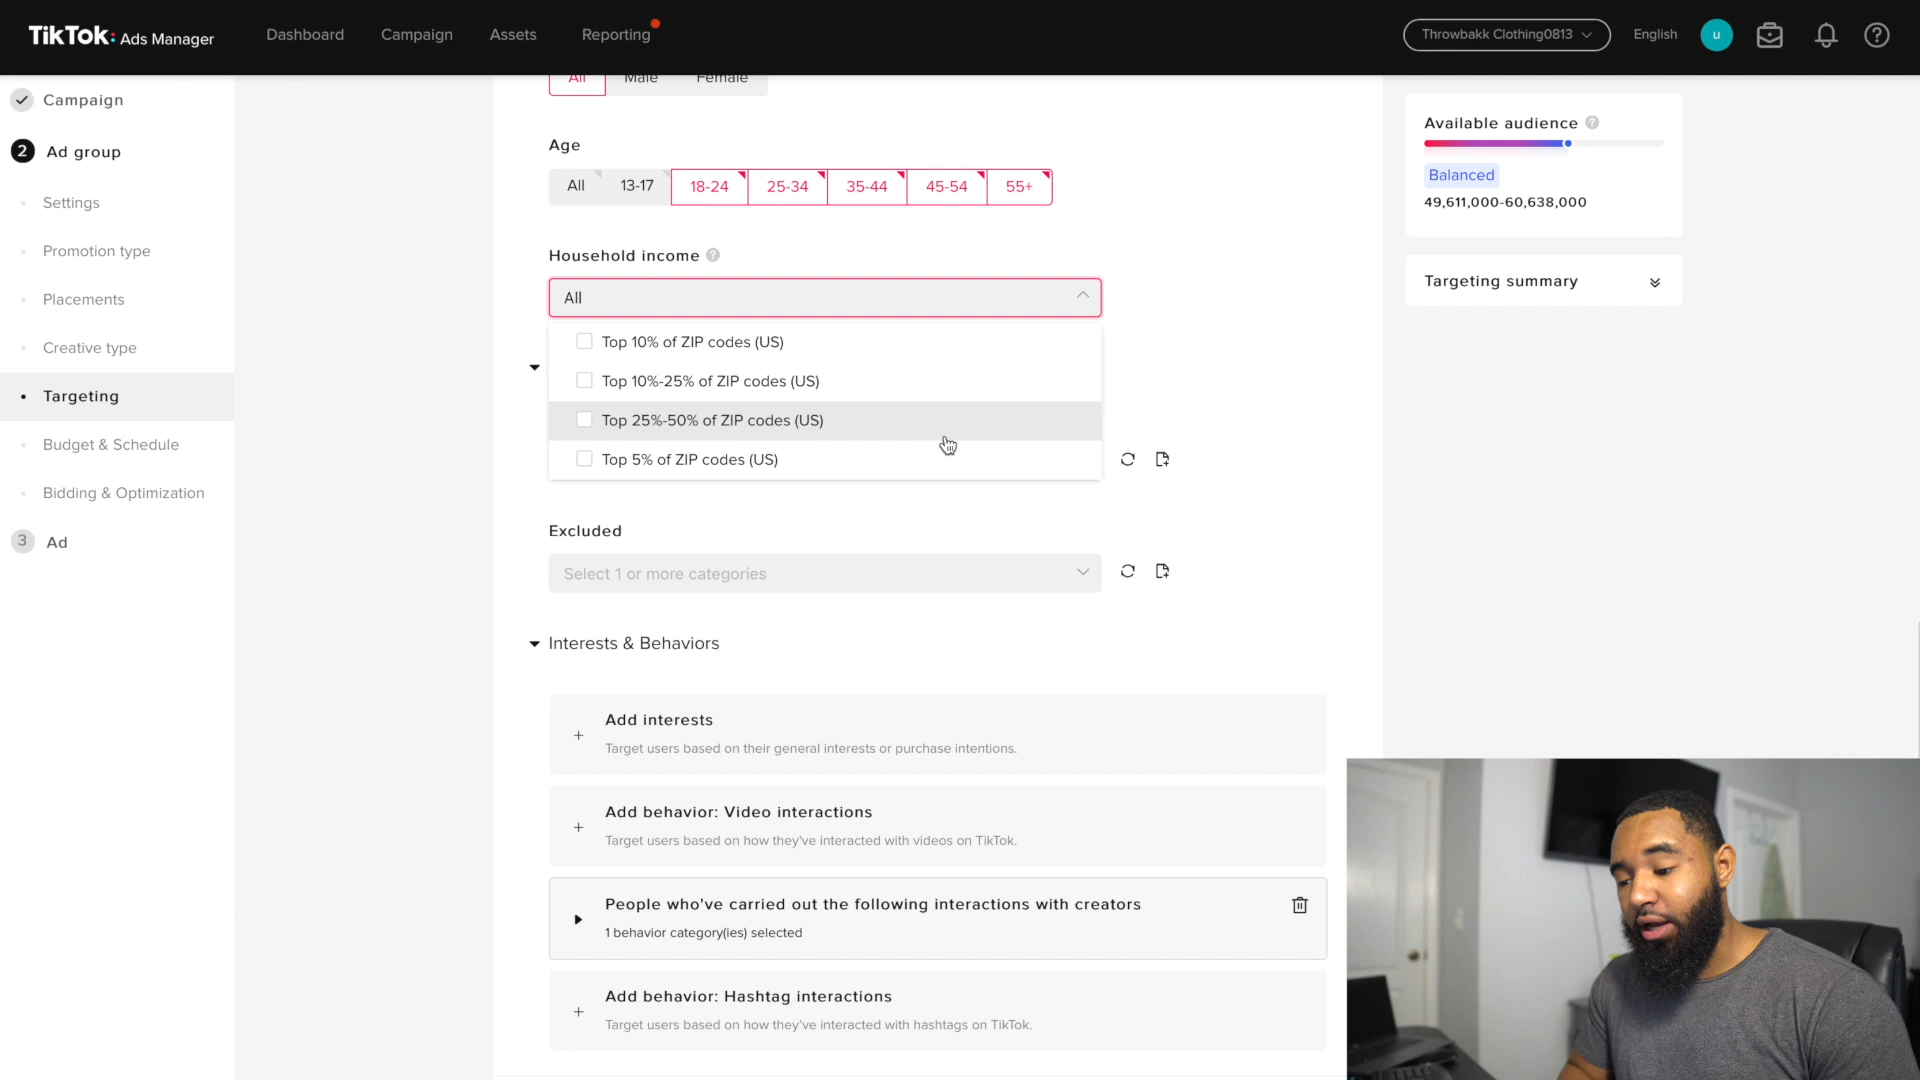 TikTok: Ads Manager
Dashboard
Campaign
Assets
Reporting
Throwbakk Clothing0813
English
u
Campaign
2 Ad group
Settings
Promotion type
Placements
Creative type
Targeting
Budget & Schedule
Bidding & Optimization
3 Ad
All Male Female
Age
All 13-17 18-24 25-34 35-44 45-54 55+
Household income
All
Top 10% of ZIP codes (US)
Top 10%-25% of ZIP codes (US)
Top 25%-50% of ZIP codes (US)
Top 5% of ZIP codes (US)
Excluded
Select 1 or more categories
Interests & Behaviors
Add interests
Target users based on their general interests or purchase intentions.
Add behavior: Video interactions
Target users based on how they've interacted with videos on TikTok.
People who've carried out the following interactions with creators
1 behavior category(ies) selected
Add behavior: Hashtag interactions
Target users based on how they've interacted with hashtags on TikTok.
Available audience
Balanced
49,611,000-60,638,000
Targeting summary